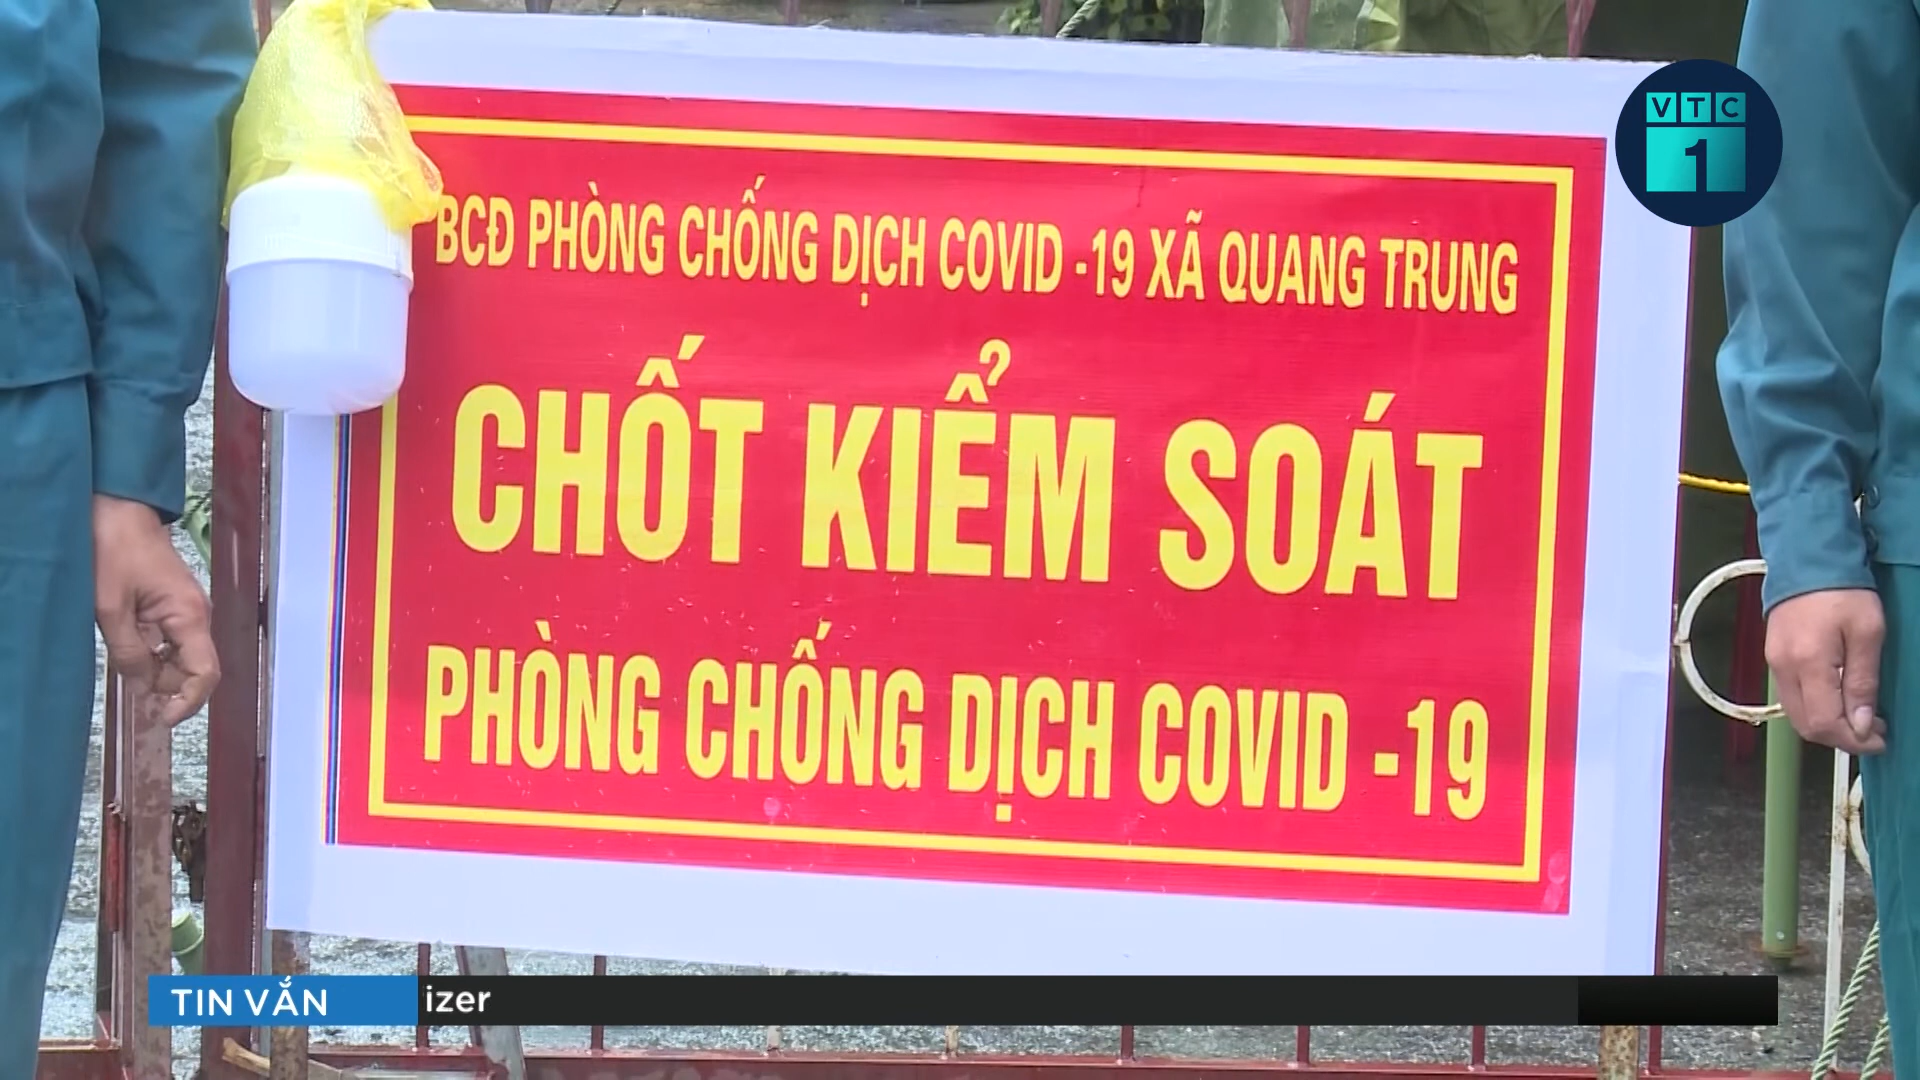 VTC
1
BCĐ PHÒNG CHỐNG DỊCH COVID -19 XÃ QUANG TRUNG
CHỐT KIỂM SOÁT
PHÒNG CHỐNG DỊCH COVID -19
TIN VẮN
izer